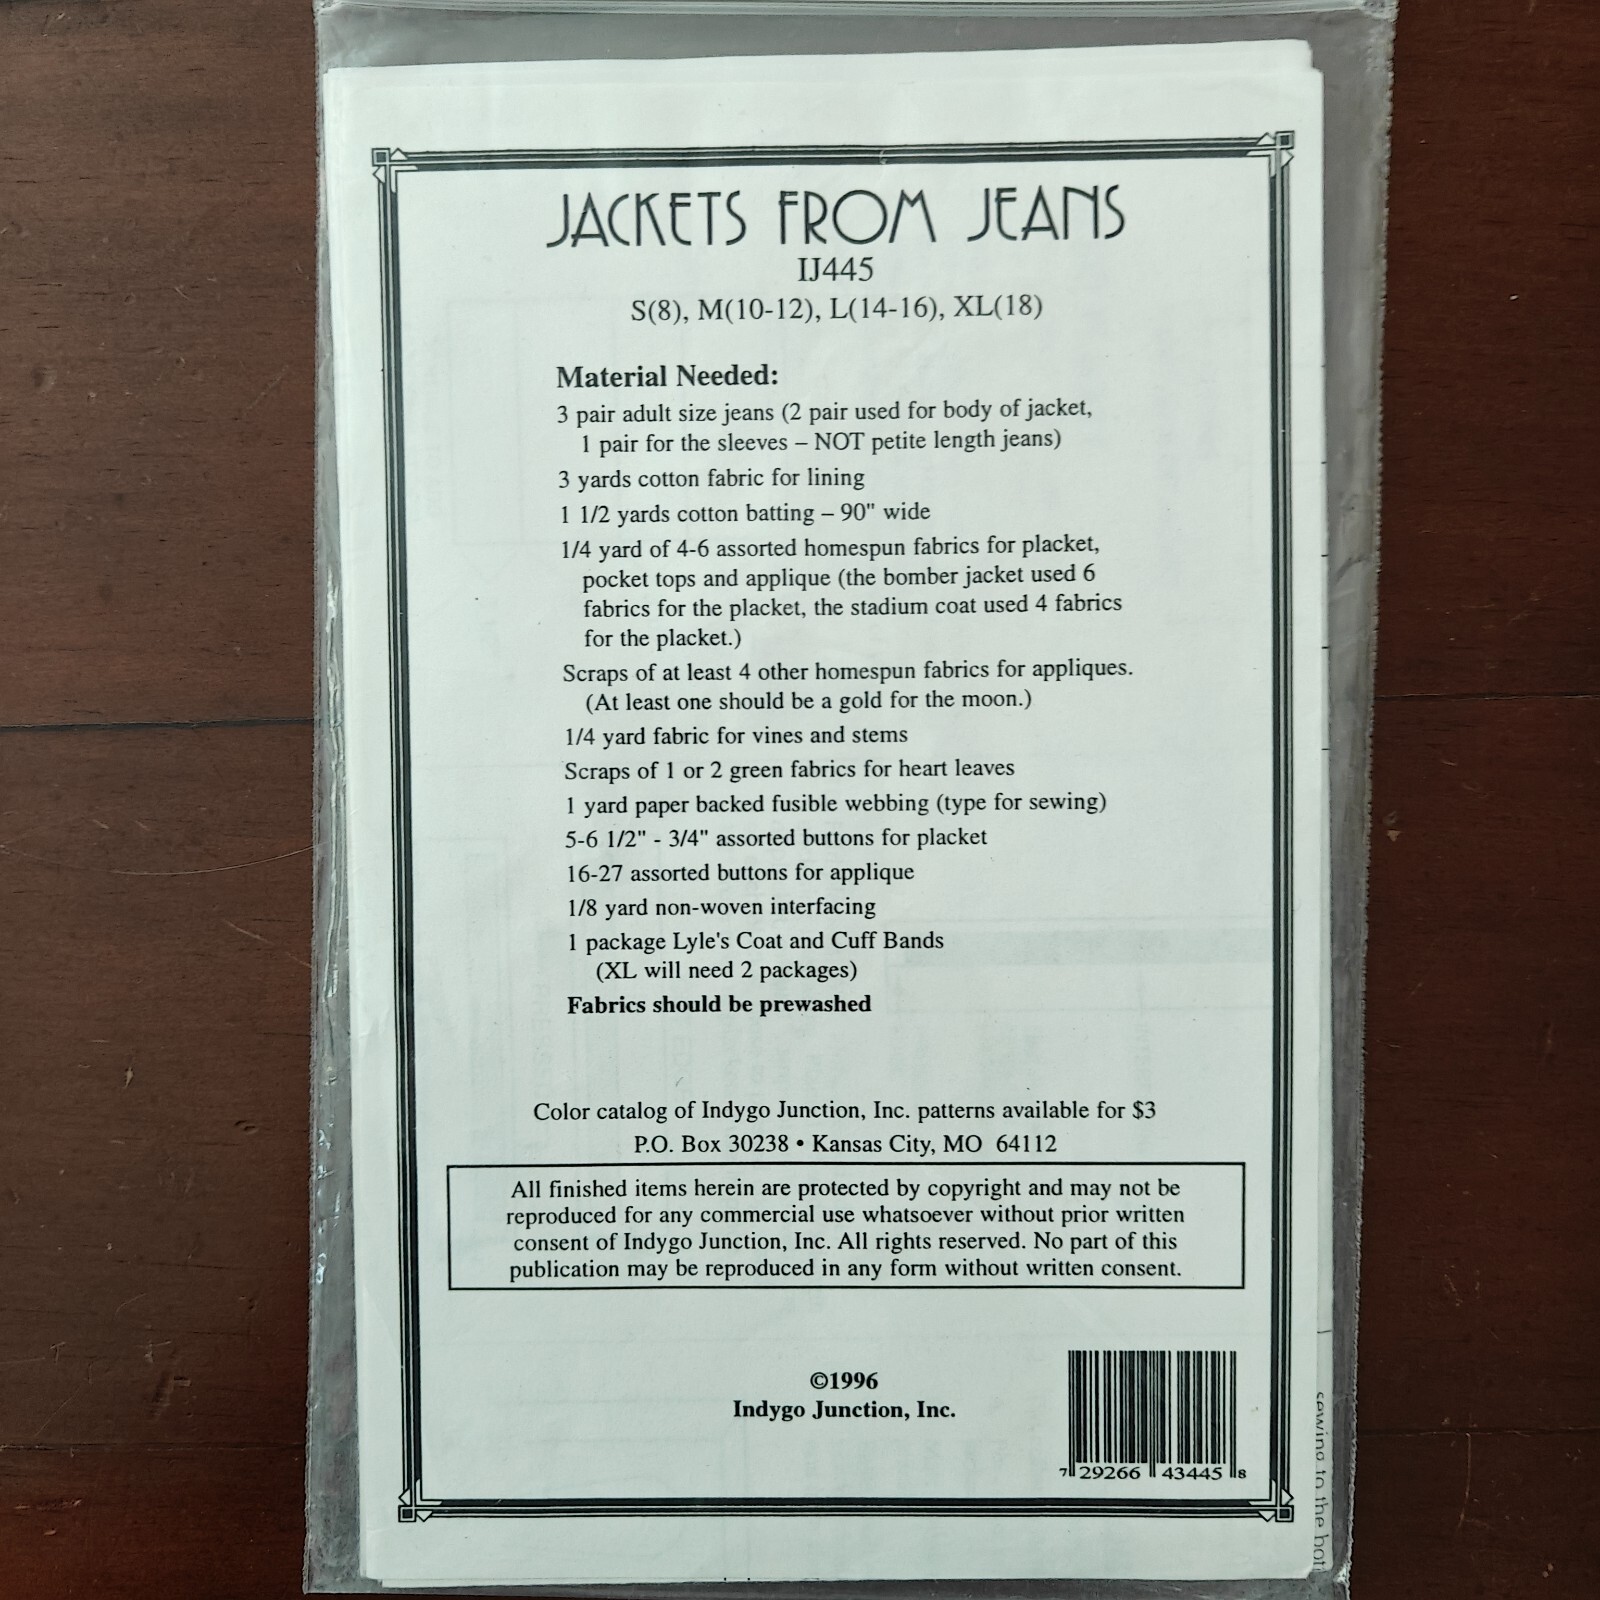 JACKETS FROM JEANS
IJ445
S(8), M(10-12), L(14-16), XL(18)
Material Needed:
3 pair adult size jeans (2 pair used for body of jacket,
1 pair for the sleeves – NOT petite length jeans)
3 yards cotton fabric for lining
1 1/2 yards cotton batting – 90" wide
1/4 yard of 4-6 assorted homespun fabrics for placket,
pocket tops and applique (the bomber jacket used 6
fabrics for the placket, the stadium coat used 4 fabrics
for the placket.)
Scraps of at least 4 other homespun fabrics for appliques.
(At least one should be a gold for the moon.)
1/4 yard fabric for vines and stems
Scraps of 1 or 2 green fabrics for heart leaves
1 yard paper backed fusible webbing (type for sewing)
5-6 1/2" - 3/4" assorted buttons for placket
16-27 assorted buttons for applique
1/8 yard non-woven interfacing
1 package Lyle's Coat and Cuff Bands
(XL will need 2 packages)
Fabrics should be prewashed
Color catalog of Indygo Junction, Inc. patterns available for $3
P.O. Box 30238 • Kansas City, MO 64112
All finished items herein are protected by copyright and may not be
reproduced for any commercial use whatsoever without prior written
consent of Indygo Junction, Inc. All rights reserved. No part of this
publication may be reproduced in any form without written consent.
©1996
Indygo Junction, Inc.
7 29266 43445 8
sewing to the bot